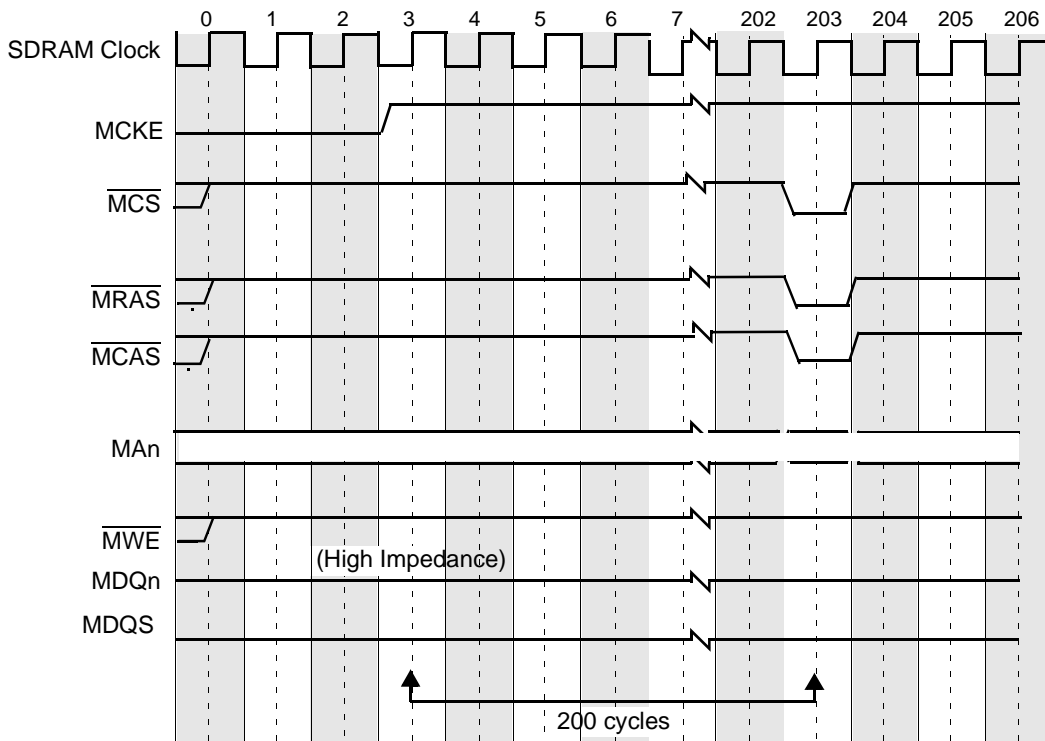 0 1 2 3 4 5 6 7 202 203 204 205 206
SDRAM Clock
MCKE
MCS
MRAS
MCAS
MAn
MWE
(High Impedance)
MDQn
MDQS
200 cycles